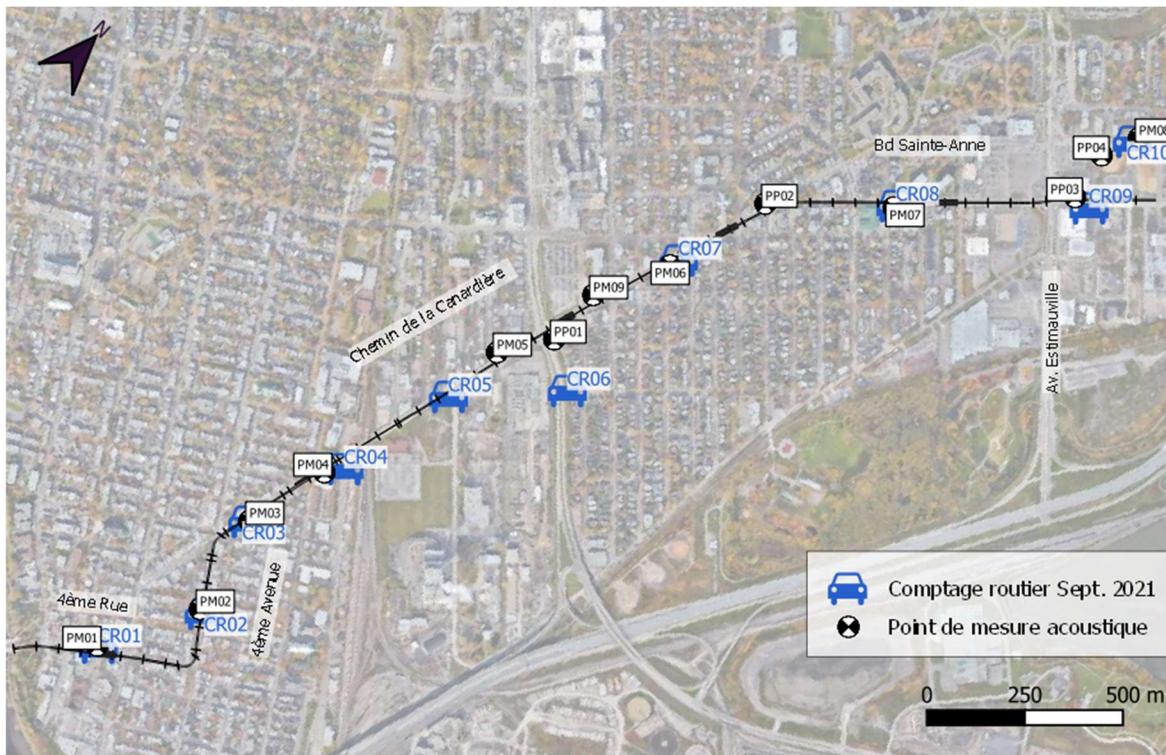 N
Bd Sainte-Anne
PM08
PP04
CR10
PP02
CR08
PM07
PP03
CR09
CR07
PM06
Chemin de la Canardière
PM09
PP01
PM05
CR05
CR06
Av. Estimauville
PM04
CR04
PM03
CR03
4ème Rue
PM02
CR02
4ème Avenue
PM01
CR01
Comptage routier Sept. 2021
Point de mesure acoustique
0 250 500 m